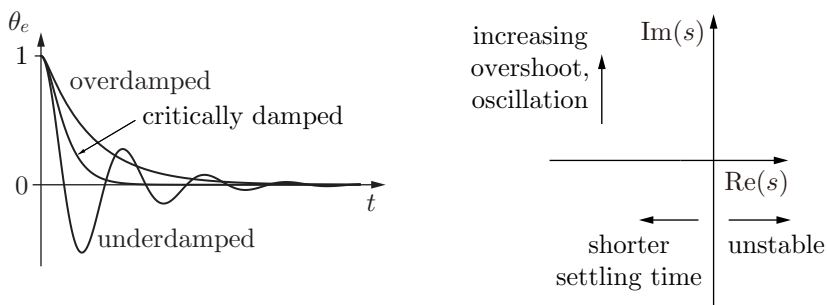 θₑ
1
overdamped
critically damped
0
t
underdamped
increasing
overshoot,
oscillation
Im(s)
Re(s)
shorter
settling time
unstable